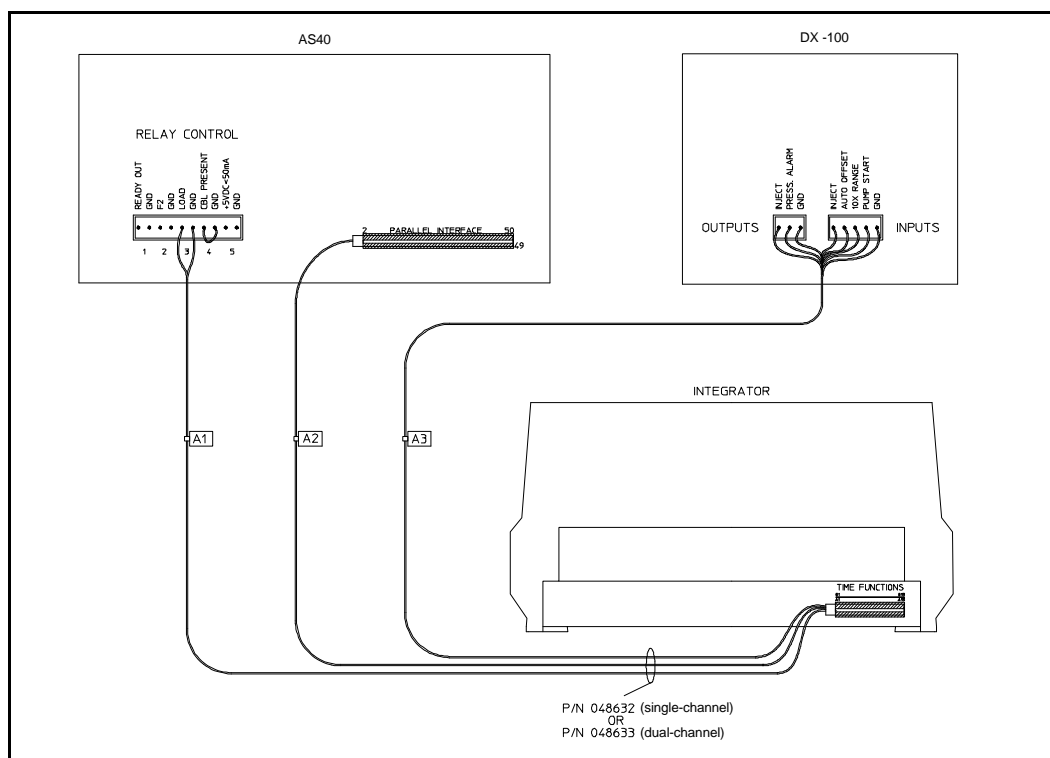 AS40
DX -100
RELAY CONTROL
READY OUT
GND
F2
GND
LOAD
GND
CBL PRESENT
GND
+5VDC<50mA
GND
1 2 3 4 5
2 PARALLEL INTERFACE 50
49
OUTPUTS
INJECT
PRESS. ALARM
GND
INJECT
AUTO OFFSET
10X RANGE
PUMP START
GND
INPUTS
A1
A2
A3
INTEGRATOR
TIME FUNCTIONS
P/N 048632 (single-channel)
OR
P/N 048633 (dual-channel)